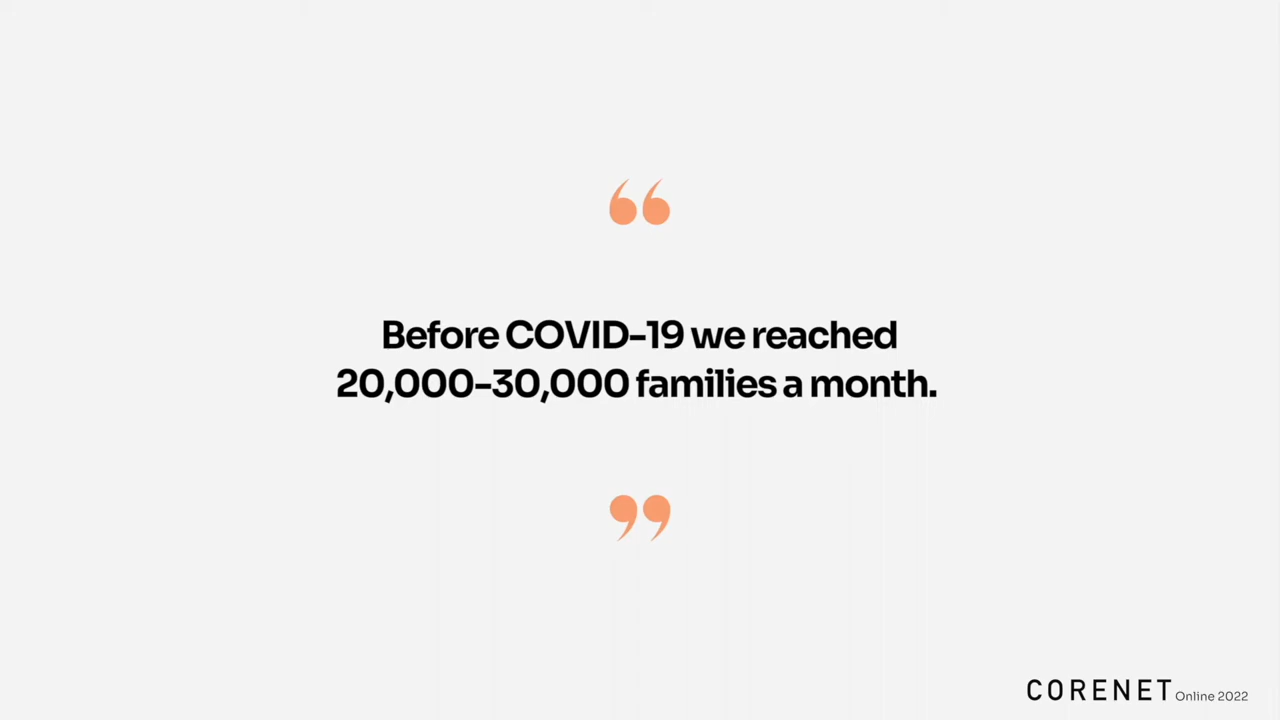 “
Before COVID-19 we reached
20,000-30,000 families a month.
”
CORENET Online 2022